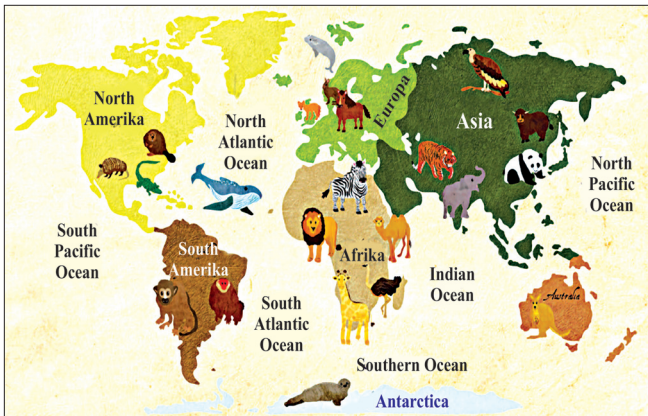 North
Amerika
North
Atlantic
Ocean
Europa
Asia
North
Pacific
Ocean
South
Pacific
Ocean
South
Amerika
Afrika
Indian
Ocean
South
Atlantic
Ocean
Australia
Southern Ocean
Antarctica